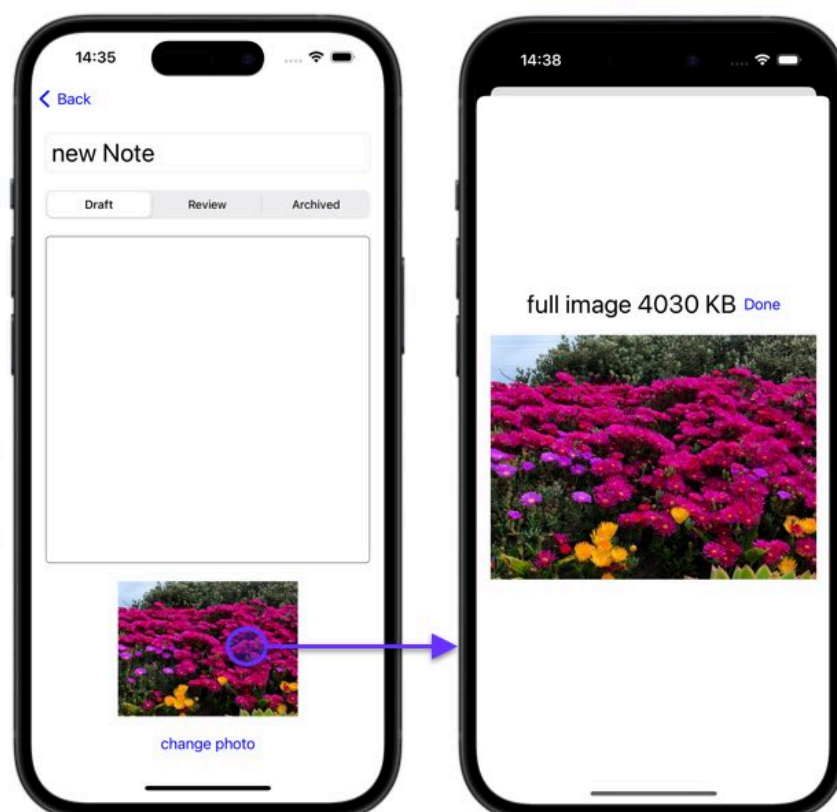 14:35
Back
new Note
Draft Review Archived
change photo
14:38
full image 4030 KB Done